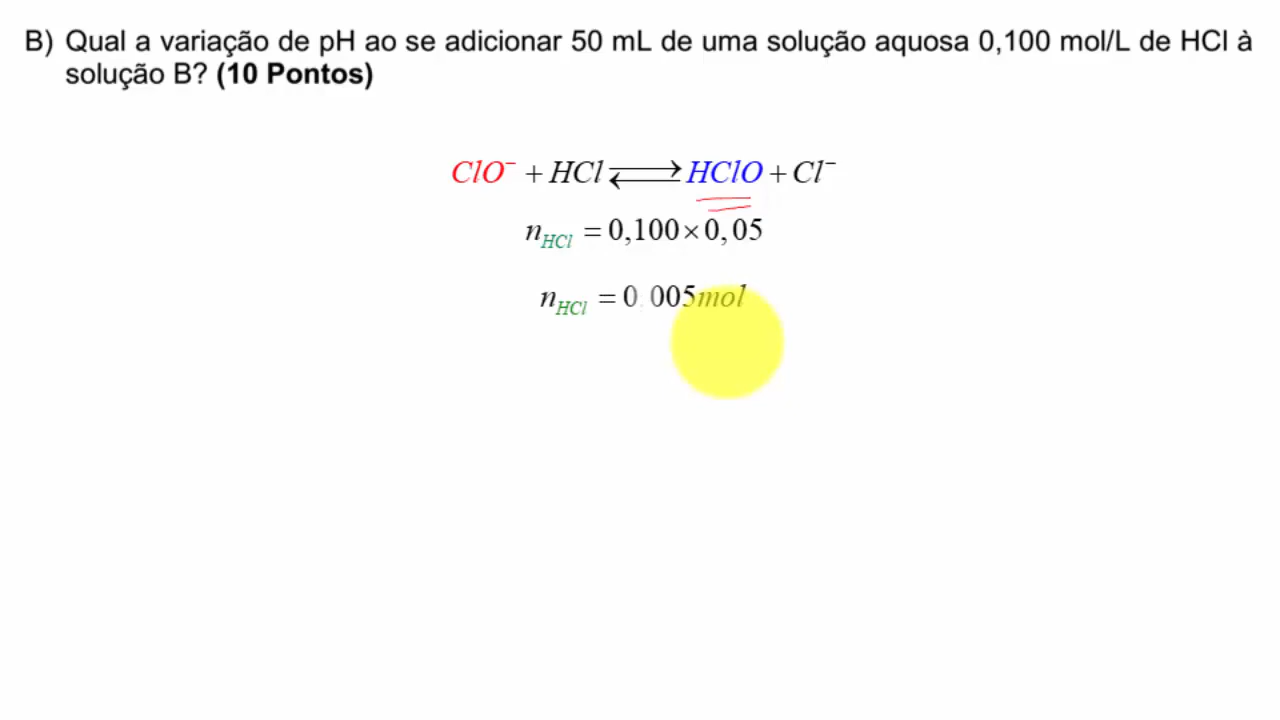 B) Qual a variação de pH ao se adicionar 50 mL de uma solução aquosa 0,100 mol/L de HCl à
solução B? (10 Pontos)
ClO⁻ + HCl ⇌ HClO + Cl⁻
n_HCl = 0,100 × 0,05
n_HCl = 0,005mol